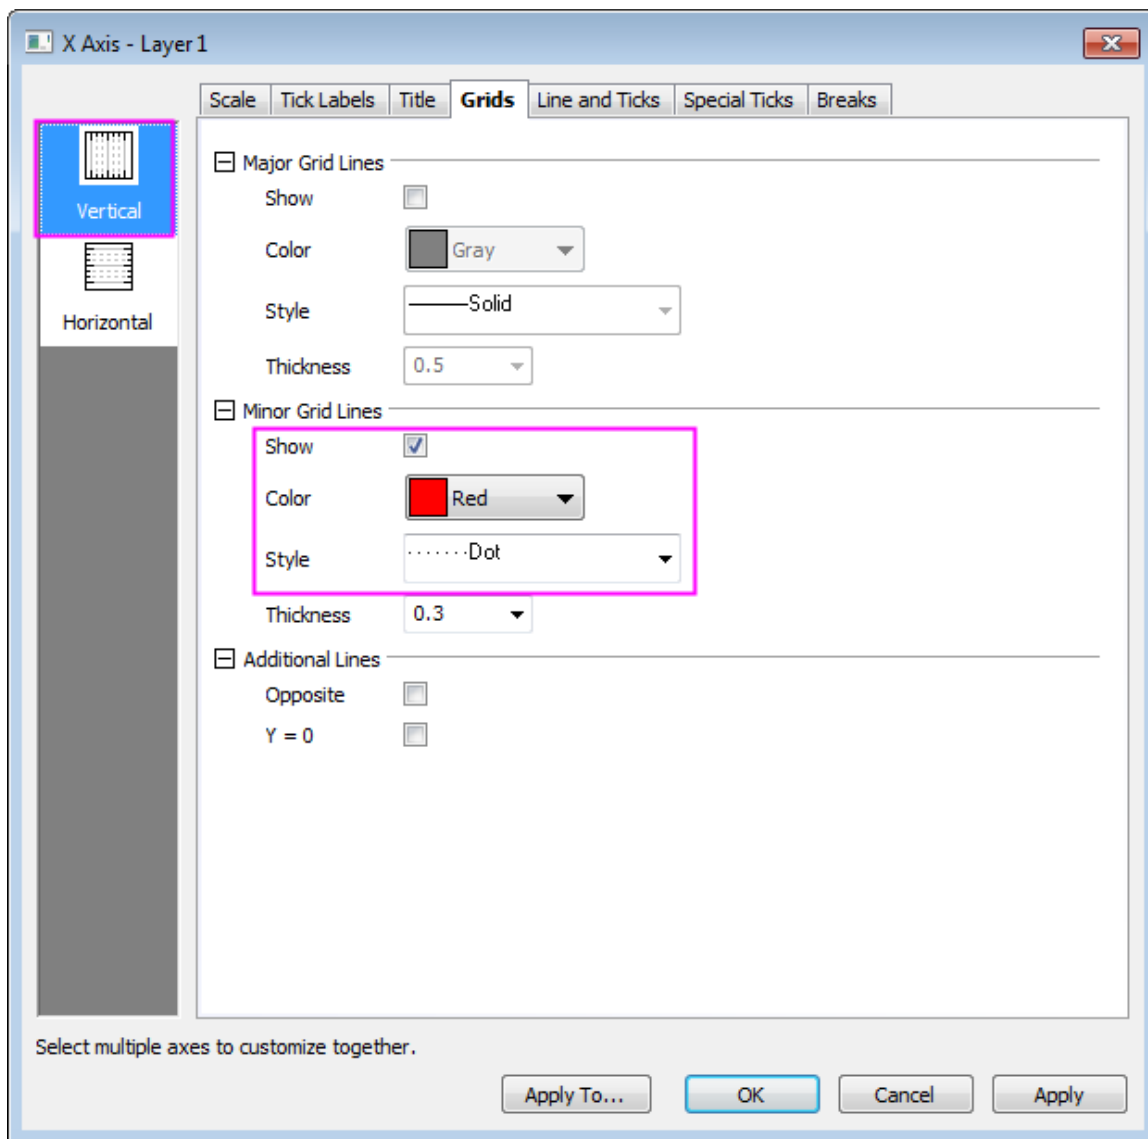 X Axis - Layer 1
Scale Tick Labels Title Grids Line and Ticks Special Ticks Breaks
Vertical
Horizontal
Major Grid Lines
Show
Color Gray
Style Solid
Thickness 0.5
Minor Grid Lines
Show
Color Red
Style Dot
Thickness 0.3
Additional Lines
Opposite
Y = 0
Select multiple axes to customize together.
Apply To... OK Cancel Apply